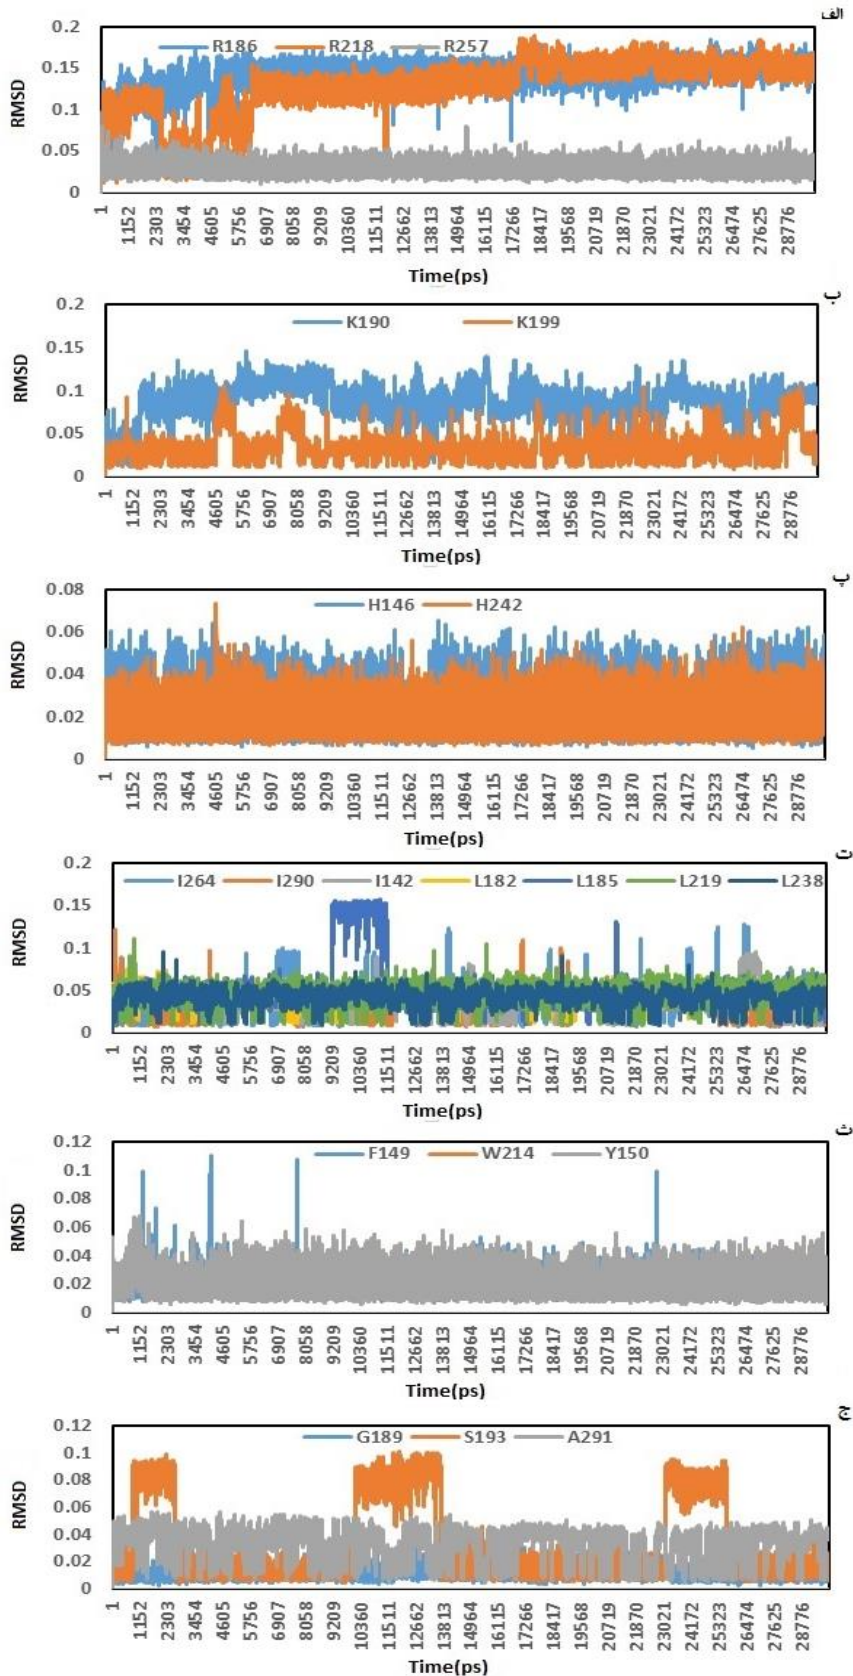 الف
R186 R218 R257
RMSD
0.2
0.15
0.1
0.05
0
1 1152 2303 3454 4605 5756 6907 8058 9209 10360 11511 12662 13813 14964 16115 17266 18417 19568 20719 21870 23021 24172 25323 26474 27625 28776
Time(ps)
ب
K190 K199
RMSD
0.2
0.15
0.1
0.05
0
1 1152 2303 3454 4605 5756 6907 8058 9209 10360 11511 12662 13813 14964 16115 17266 18417 19568 20719 21870 23021 24172 25323 26474 27625 28776
Time(ps)
پ
H146 H242
RMSD
0.08
0.06
0.04
0.02
0
1 1152 2303 3454 4605 5756 6907 8058 9209 10360 11511 12662 13813 14964 16115 17266 18417 19568 20719 21870 23021 24172 25323 26474 27625 28776
Time(ps)
ت
I264 I290 I142 L182 L185 L219 L238
RMSD
0.2
0.15
0.1
0.05
0
1 1152 2303 3454 4605 5756 6907 8058 9209 10360 11511 12662 13813 14964 16115 17266 18417 19568 20719 21870 23021 24172 25323 26474 27625 28776
Time(ps)
ث
F149 W214 Y150
RMSD
0.12
0.1
0.08
0.06
0.04
0.02
0
1 1152 2303 3454 4605 5756 6907 8058 9209 10360 11511 12662 13813 14964 16115 17266 18417 19568 20719 21870 23021 24172 25323 26474 27625 28776
Time(ps)
ج
G189 S193 A291
RMSD
0.12
0.1
0.08
0.06
0.04
0.02
0
1 1152 2303 3454 4605 5756 6907 8058 9209 10360 11511 12662 13813 14964 16115 17266 18417 19568 20719 21870 23021 24172 25323 26474 27625 28776
Time(ps)